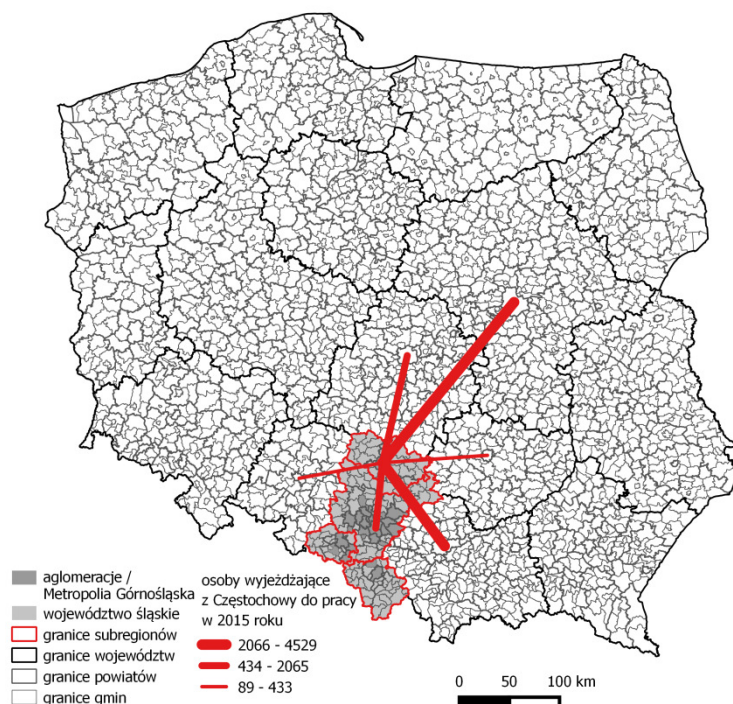 aglomeracje /
Metropolia Górnośląska
województwo śląskie
granice subregionów
granice województw
granice powiatów
granice gmin
osoby wyjeżdżające
z Częstochowy do pracy
w 2015 roku
2066 - 4529
434 - 2065
89 - 433
0 50 100 km